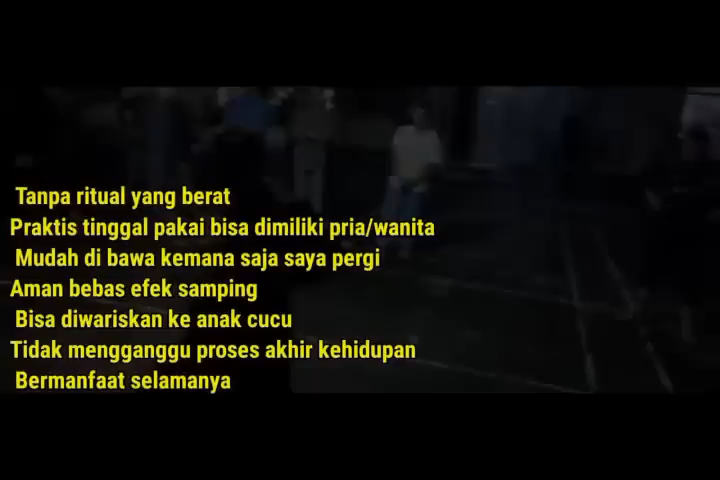 Tanpa ritual yang berat
Praktis tinggal pakai bisa dimiliki pria/wanita
Mudah di bawa kemana saja saya pergi
Aman bebas efek samping
Bisa diwariskan ke anak cucu
Tidak mengganggu proses akhir kehidupan
Bermanfaat selamanya